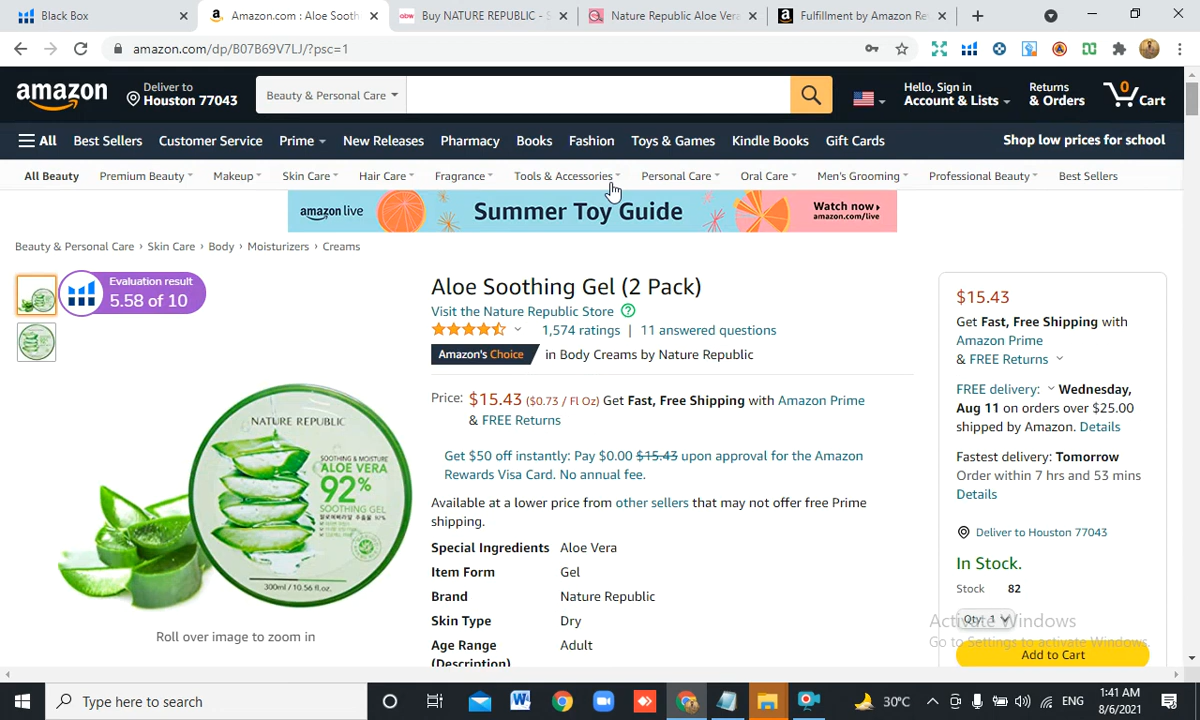 Black Box
Amazon.com : Aloe Sooth
Buy NATURE REPUBLIC - S
Nature Republic Aloe Vera
Fulfillment by Amazon Re
amazon.com/dp/B07B69V7LJ/?psc=1
amazon
Deliver to
Houston 77043
Beauty & Personal Care
Hello, Sign in
Account & Lists
Returns
& Orders
0
Cart
All
Best Sellers
Customer Service
Prime
New Releases
Pharmacy
Books
Fashion
Toys & Games
Kindle Books
Gift Cards
Shop low prices for school
All Beauty
Premium Beauty
Makeup
Skin Care
Hair Care
Fragrance
Tools & Accessories
Personal Care
Oral Care
Men's Grooming
Professional Beauty
Best Sellers
amazon live
Summer Toy Guide
Watch now
amazon.com/live
Beauty & Personal Care › Skin Care › Body › Moisturizers › Creams
Evaluation result
5.58 of 10
Aloe Soothing Gel (2 Pack)
Visit the Nature Republic Store
1,574 ratings | 11 answered questions
Amazon's Choice in Body Creams by Nature Republic
Price: $15.43 ($0.73 / Fl Oz) Get Fast, Free Shipping with Amazon Prime
& FREE Returns
Get $50 off instantly: Pay $0.00 $15.43 upon approval for the Amazon
Rewards Visa Card. No annual fee.
Available at a lower price from other sellers that may not offer free Prime
shipping.
Special Ingredients Aloe Vera
Item Form Gel
Brand Nature Republic
Skin Type Dry
Age Range Adult
(Description)
NATURE REPUBLIC
SOOTHING & MOISTURE
ALOE VERA
92%
SOOTHING GEL
300ml / 10.56 fl.oz.
Roll over image to zoom in
$15.43
Get Fast, Free Shipping with
Amazon Prime
& FREE Returns
FREE delivery: Wednesday,
Aug 11 on orders over $25.00
shipped by Amazon. Details
Fastest delivery: Tomorrow
Order within 7 hrs and 53 mins
Details
Deliver to Houston 77043
In Stock.
Stock 82
Qty: 1
Activate Windows
Go to Settings to activate Windows.
Add to Cart
Type here to search
30°C
ENG
1:41 AM
8/6/2021